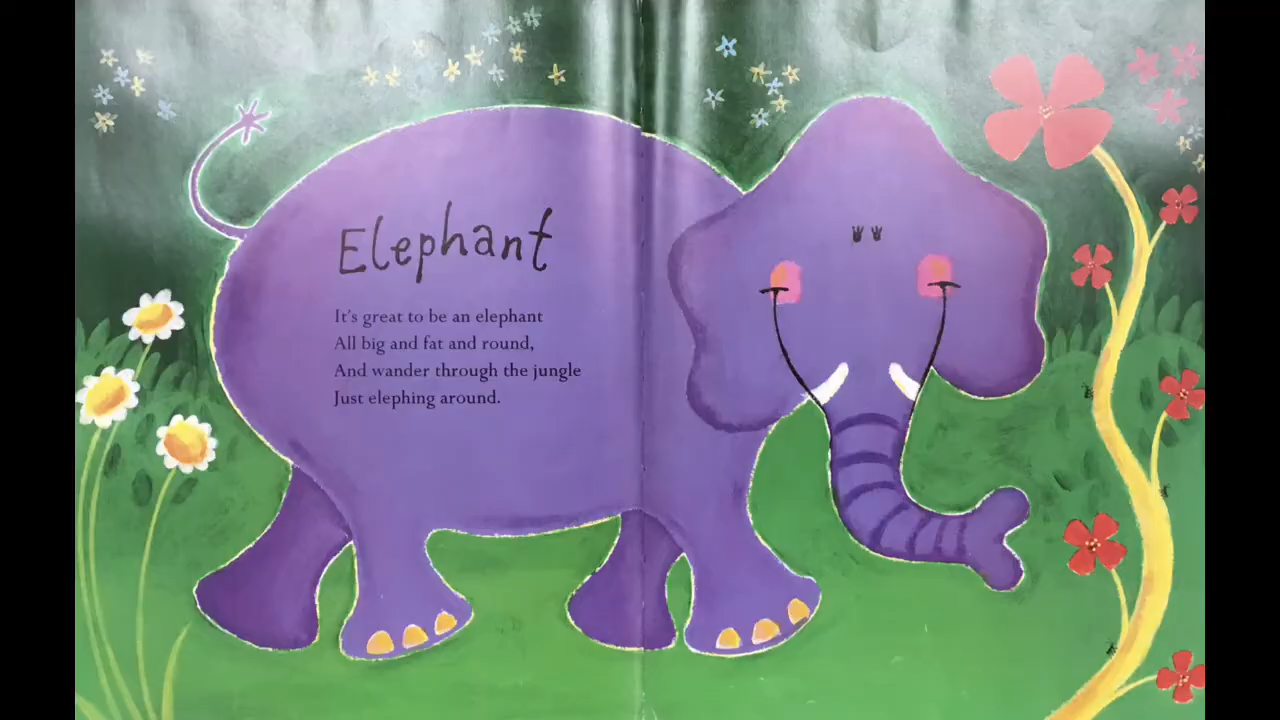 Elephant
It's great to be an elephant
All big and fat and round,
And wander through the jungle
Just elephing around.